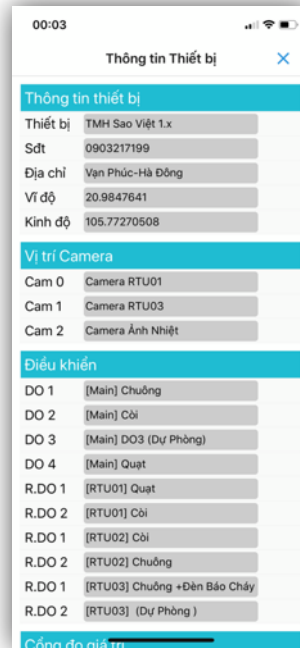 00:03
Thông tin Thiết bị
Thông tin thiết bị
Thiết bị TMH Sao Việt 1.x
Sđt 0903217199
Địa chỉ Vạn Phúc-Hà Đông
Vĩ độ 20.9847641
Kinh độ 105.77270508
Vị trí Camera
Cam 0 Camera RTU01
Cam 1 Camera RTU03
Cam 2 Camera Ảnh Nhiệt
Điều khiển
DO 1 [Main] Chuông
DO 2 [Main] Còi
DO 3 [Main] DO3 (Dự Phòng)
DO 4 [Main] Quạt
R.DO 1 [RTU01] Quạt
R.DO 2 [RTU01] Còi
R.DO 1 [RTU02] Còi
R.DO 2 [RTU02] Chuông
R.DO 1 [RTU03] Chuông +Đèn Báo Cháy
R.DO 2 [RTU03] (Dự Phòng )
Cổng đo giá trị